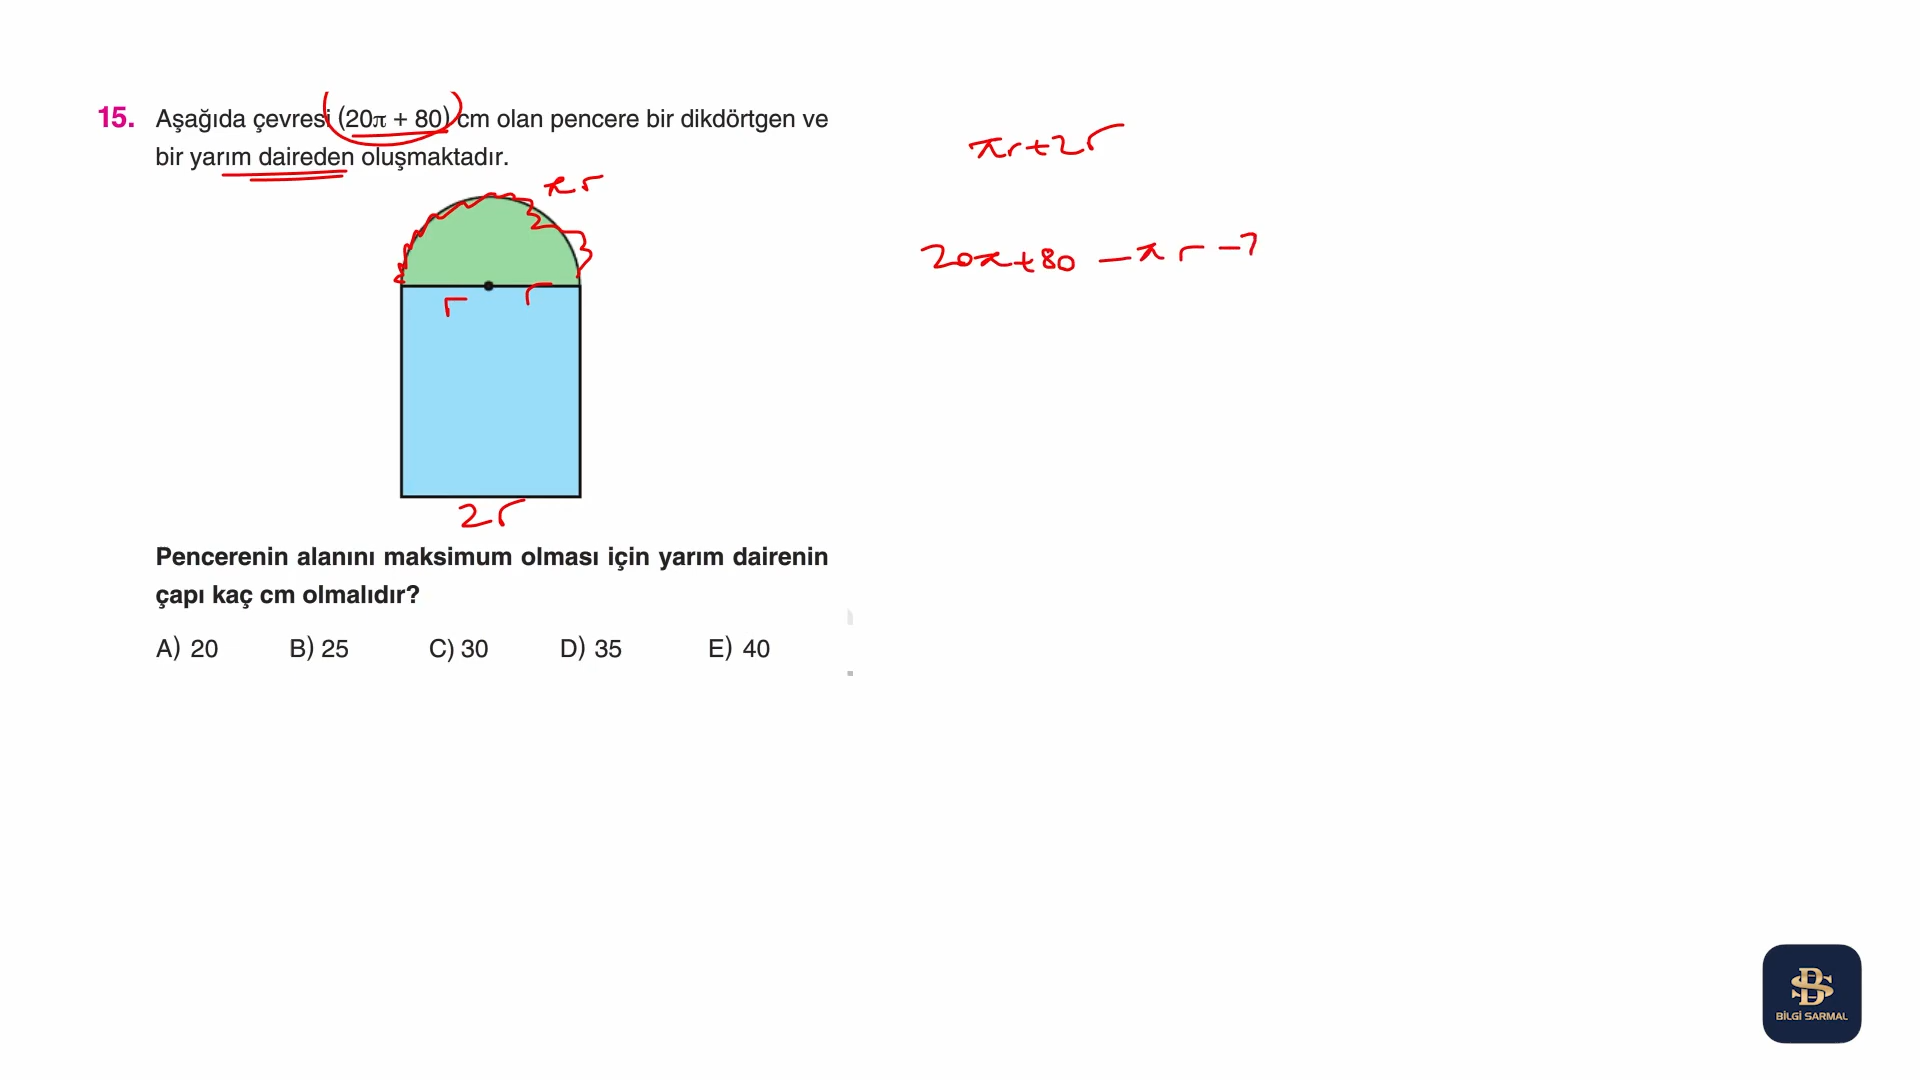 15. Aşağıda çevresi (20π + 80) cm olan pencere bir dikdörtgen ve
bir yarım daireden oluşmaktadır.
πr
r r
2r
Pencerenin alanını maksimum olması için yarım dairenin
çapı kaç cm olmalıdır?
A) 20 B) 25 C) 30 D) 35 E) 40
πr+2r
20π+80 -πr -
BS
BİLGİ SARMAL